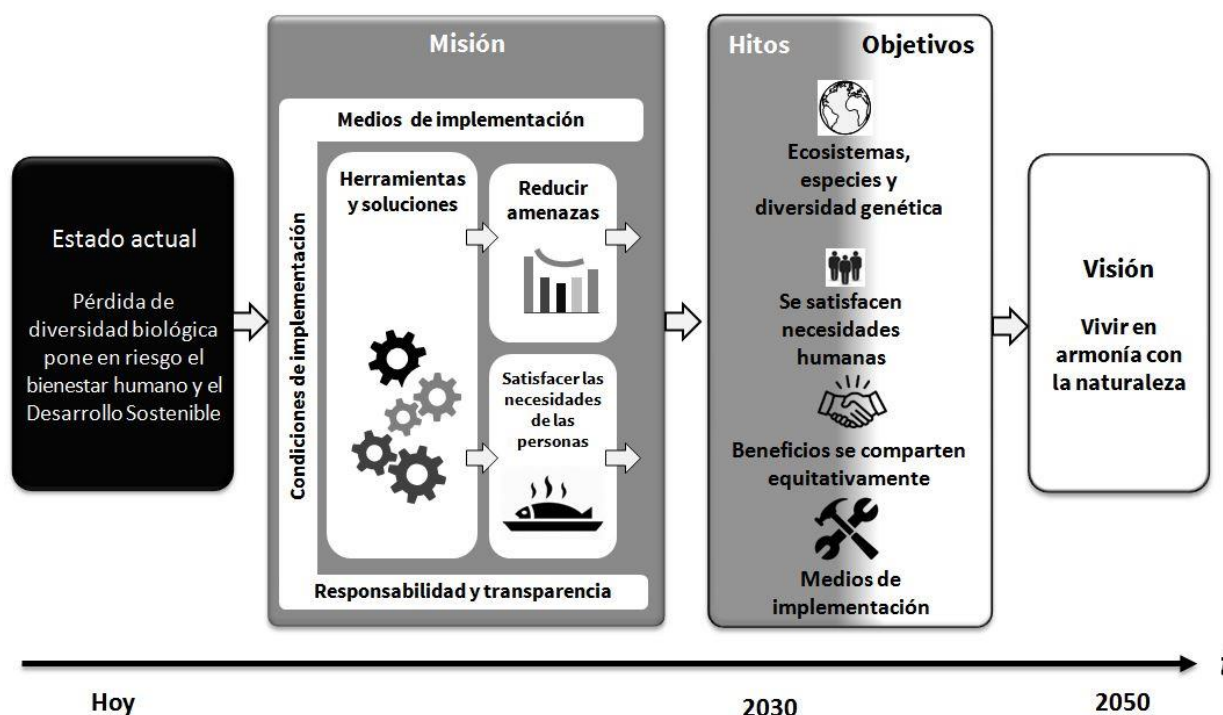 Misión
Medios de implementación
Condiciones de implementación
Herramientas
y soluciones
Reducir
amenazas
Satisfacer las
necesidades
de las
personas
Responsabilidad y transparencia
Estado actual
Pérdida de
diversidad biológica
pone en riesgo el
bienestar humano y el
Desarrollo Sostenible
Hitos
Objetivos
Ecosistemas,
especies y
diversidad genética
Se satisfacen
necesidades
humanas
Beneficios se comparten
equitativamente
Medios de
implementación
Visión
Vivir en
armonía con
la naturaleza
Hoy
2030
2050